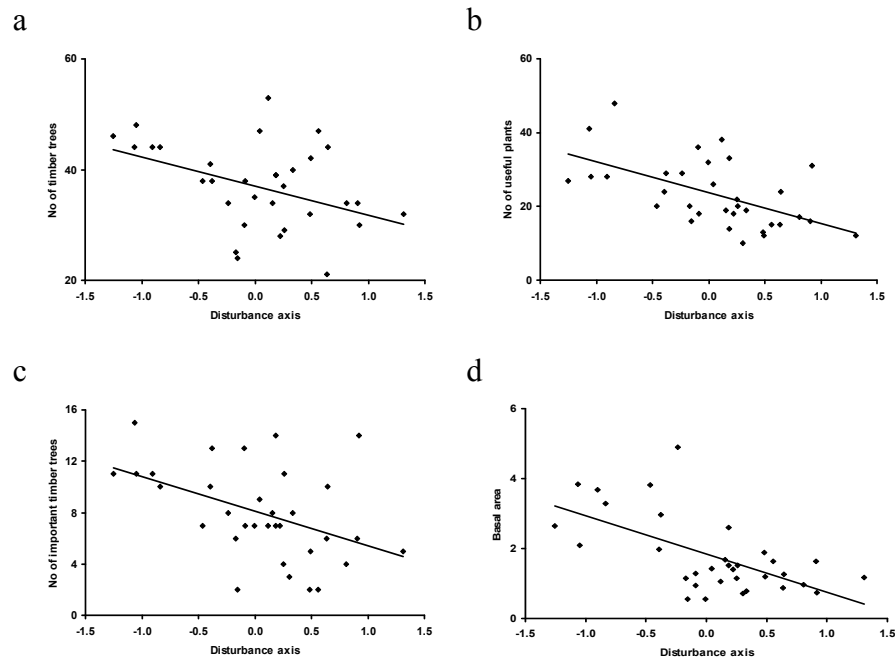 a
60
40
20
No of timber trees
-1.5 -1.0 -0.5 0.0 0.5 1.0 1.5
Disturbance axis
b
60
40
20
0
No of useful plants
-1.5 -1.0 -0.5 0.0 0.5 1.0 1.5
Disturbance axis
c
16
12
8
4
0
No of important timber trees
-1.5 -1.0 -0.5 0.0 0.5 1.0 1.5
Disturbance axis
d
6
4
2
0
Basal area
-1.5 -1.0 -0.5 0.0 0.5 1.0 1.5
Disturbance axis